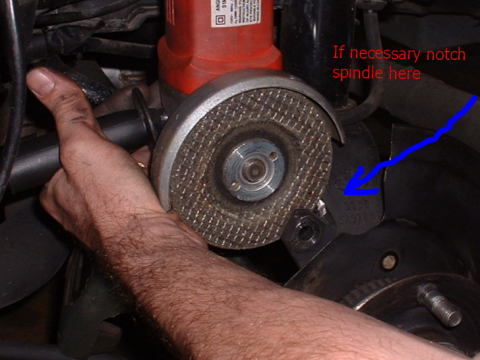 If necessary notch
spindle here